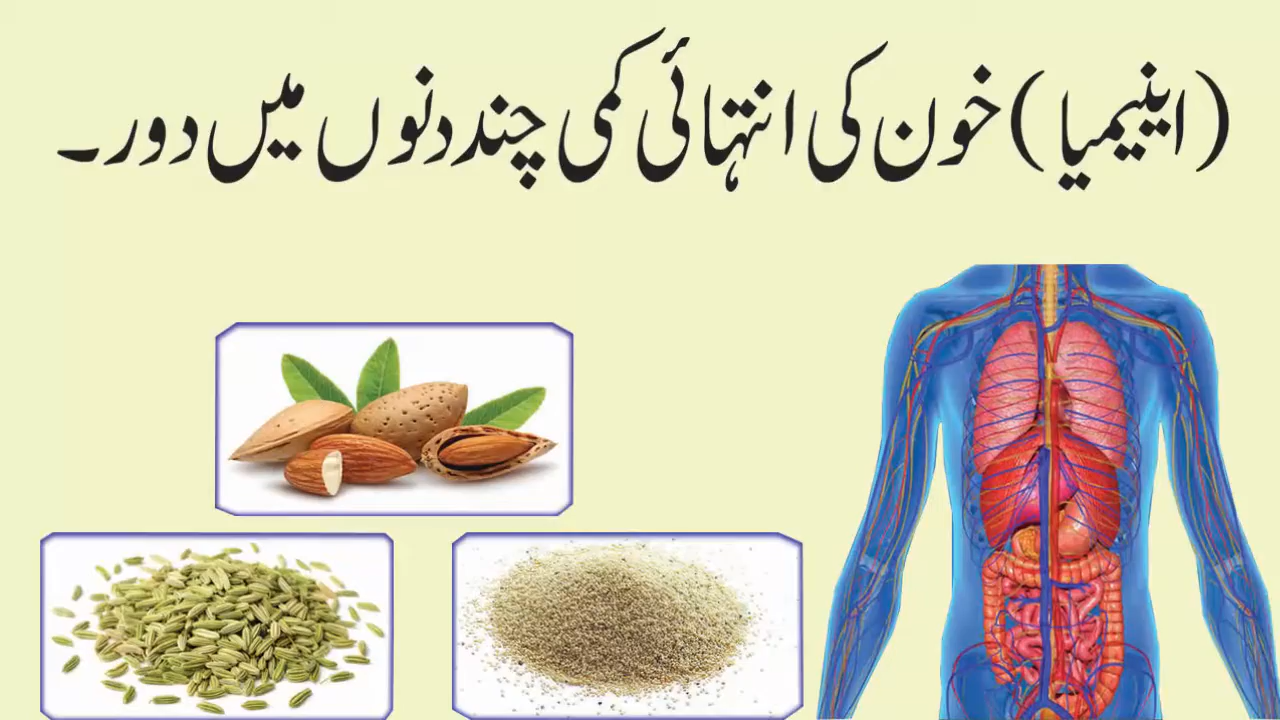 (اینیمیا) خون کی انتہائی کمی چند دنوں میں دور۔